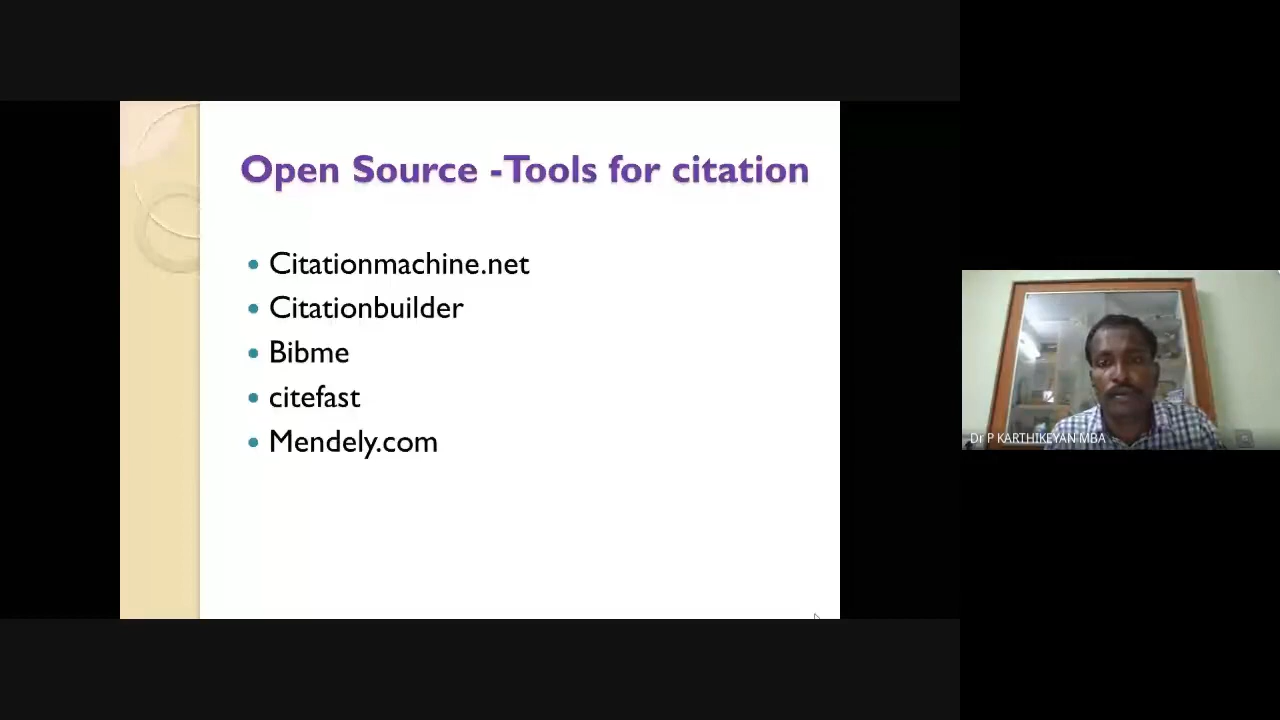 Open Source -Tools for citation
Citationmachine.net
Citationbuilder
Bibme
citefast
Mendely.com
Dr P KARTHIKEYAN MBA